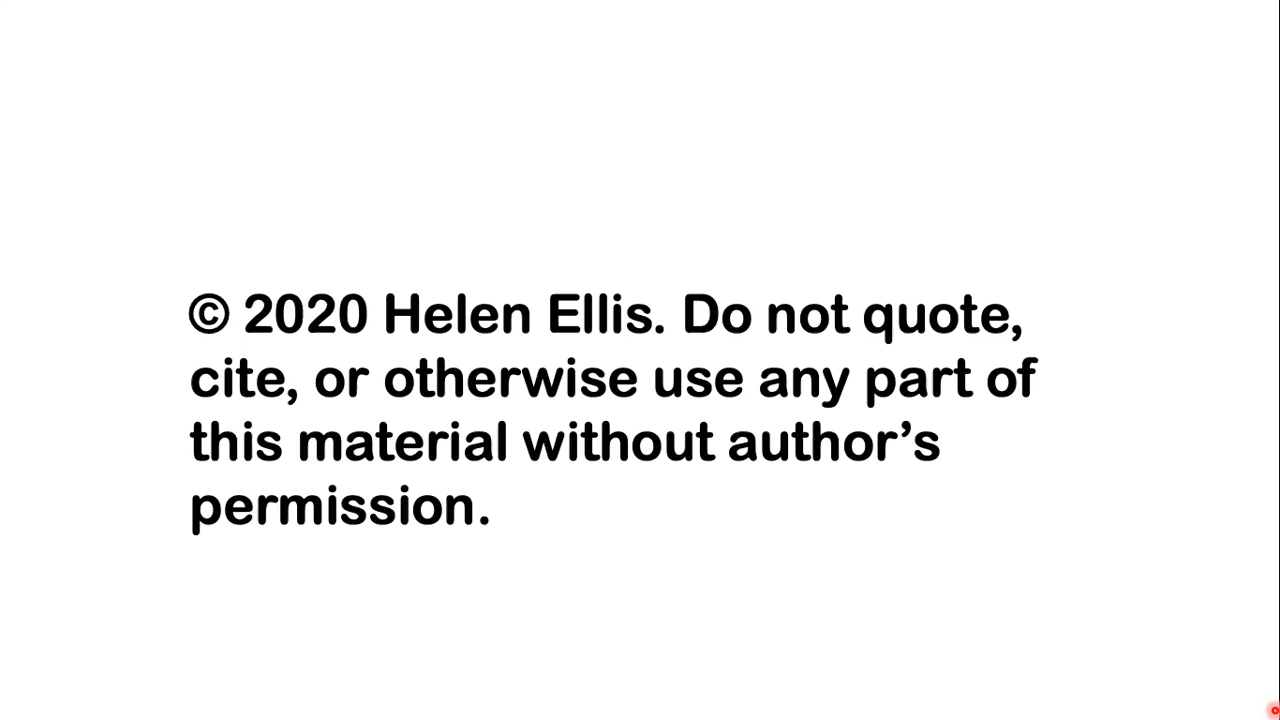 © 2020 Helen Ellis. Do not quote,
cite, or otherwise use any part of
this material without author’s
permission.